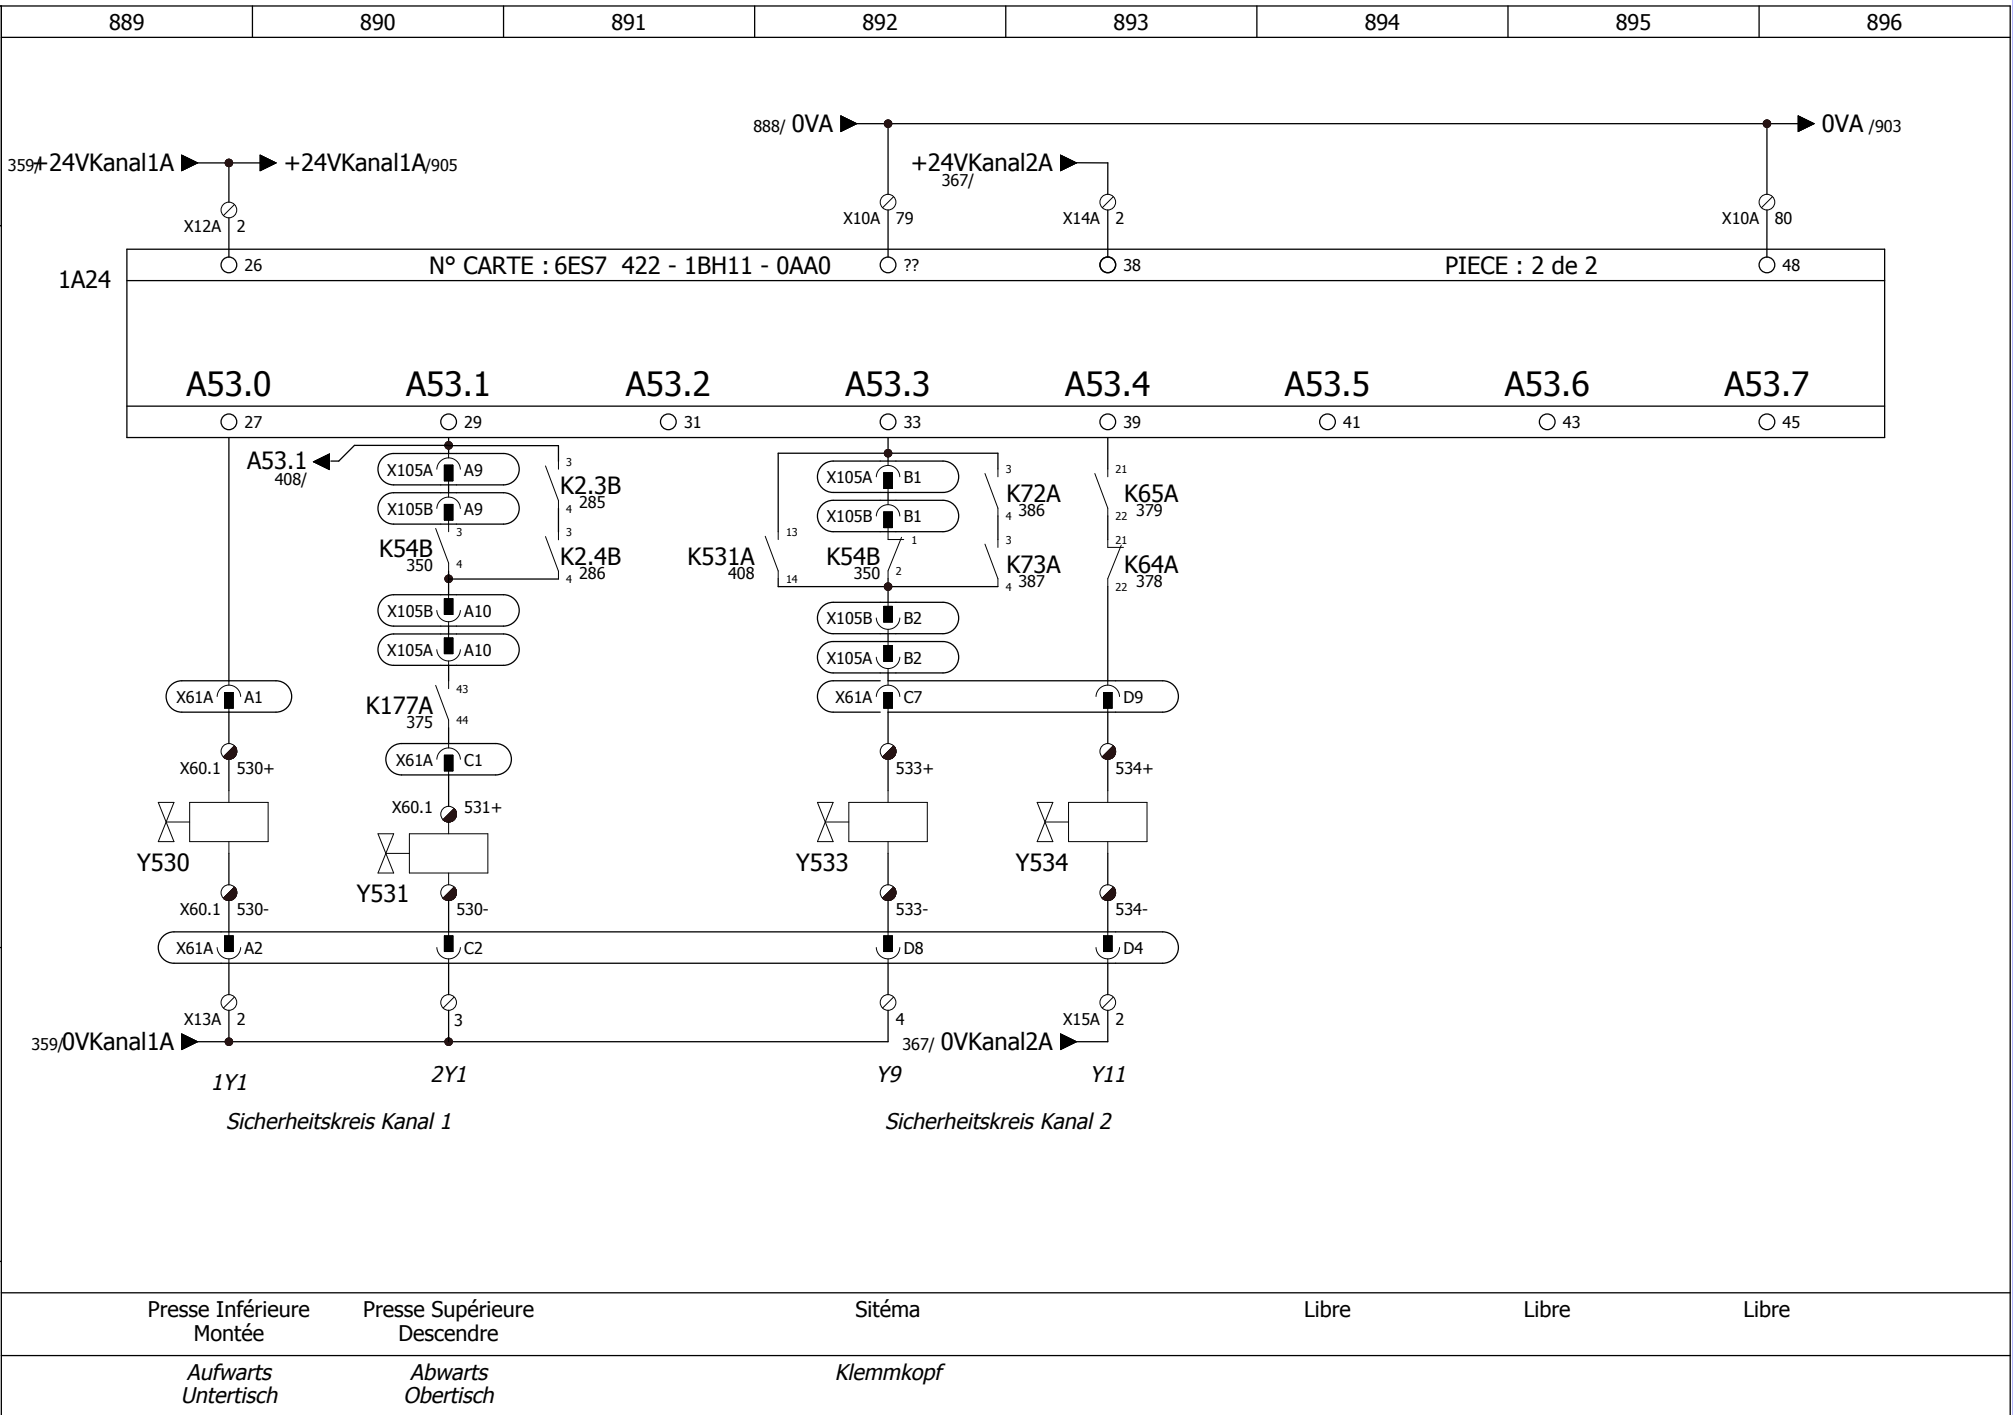 889 890 891 892 893 894 895 896
888/ 0VA 0VA /903
359/+24VKanal1A +24VKanal1A/905 +24VKanal2A
367/
X12A 2 X10A 79 X14A 2 X10A 80
1A24
26 N° CARTE : 6ES7 422 - 1BH11 - 0AA0 ?? 38 PIECE : 2 de 2 48
A53.0 A53.1 A53.2 A53.3 A53.4 A53.5 A53.6 A53.7
27 29 31 33 39 41 43 45
A53.1
408/
X105A A9
X105B A9
3
K54B
350
4
3
K2.3B
285
4
3
K2.4B
286
4
X105B A10
X105A A10
43
K177A
375
44
X61A C1
X60.1 531+
Y531
530-
C2
3
X61A A1
X60.1 530+
Y530
X60.1 530-
X61A A2
X13A 2
359/0VKanal1A
13
K531A
408
14
X105A B1
X105B B1
1
K54B
350
2
3
K72A
386
4
3
K73A
387
4
X105B B2
X105A B2
X61A C7
533+
Y533
533-
D8
4
21
K65A
379
22
21
K64A
378
22
D9
534+
Y534
534-
D4
X15A 2
367/ 0VKanal2A
1Y1 2Y1 Y9 Y11
Sicherheitskreis Kanal 1 Sicherheitskreis Kanal 2
Presse Inférieure Presse Supérieure Sitéma Libre Libre Libre
Montée Descendre
Aufwarts Abwarts Klemmkopf
Untertisch Obertisch